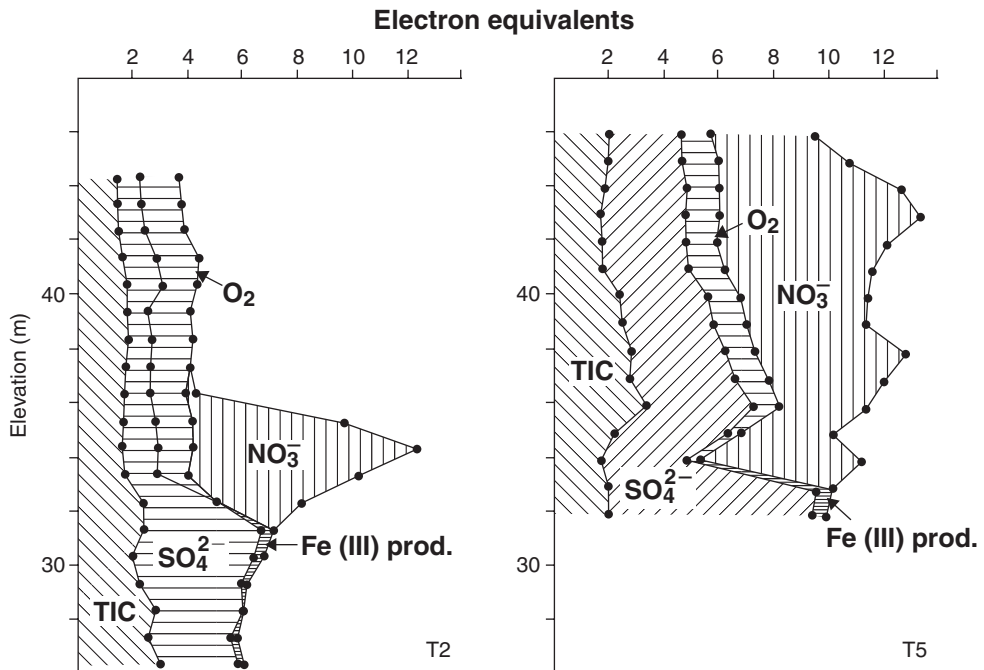 Electron equivalents
2 4 6 8 10 12
2 4 6 8 10 12
Elevation (m)
40
30
O₂
NO₃⁻
SO₄²⁻
Fe (III) prod.
TIC
T2
40
30
O₂
NO₃⁻
TIC
SO₄²⁻
Fe (III) prod.
T5